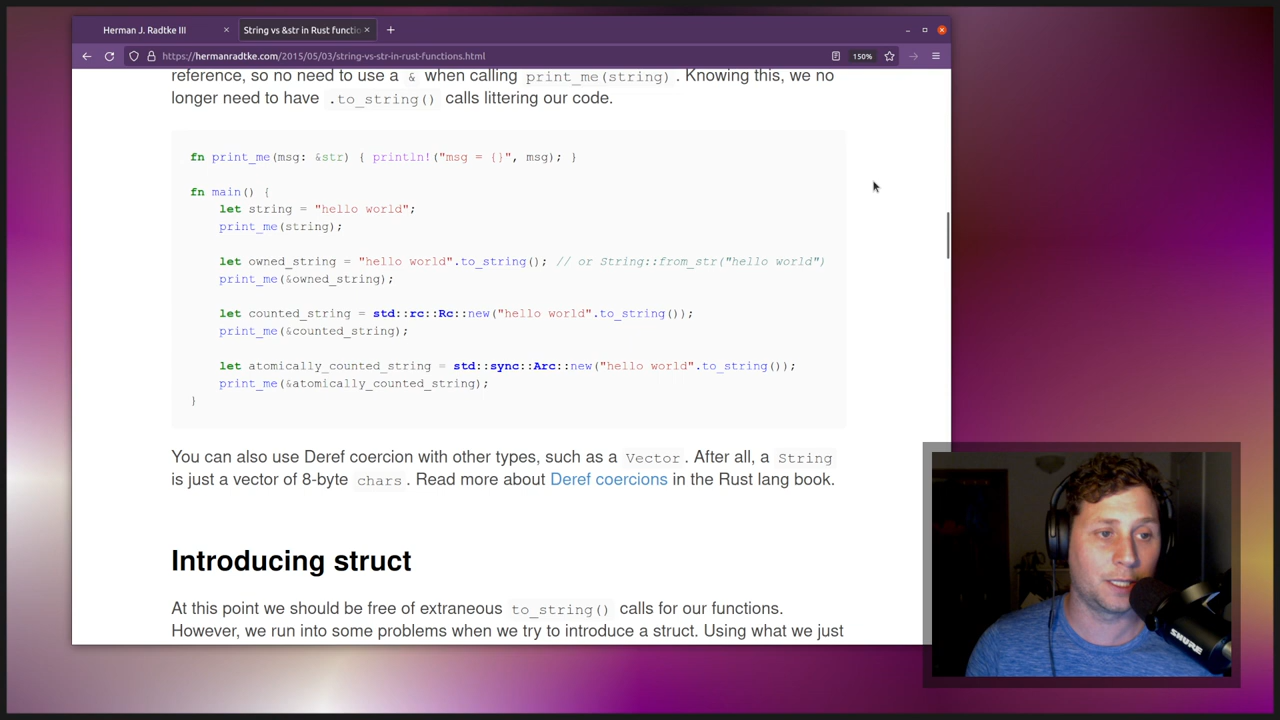 Herman J. Radtke III
String vs &str in Rust functio
https://hermanradtke.com/2015/05/03/string-vs-str-in-rust-functions.html
150%
reference, so no need to use a & when calling print_me(string) . Knowing this, we no
longer need to have .to_string() calls littering our code.
fn print_me(msg: &str) { println!("msg = {}", msg); }
fn main() {
let string = "hello world";
print_me(string);
let owned_string = "hello world".to_string(); // or String::from_str("hello world")
print_me(&owned_string);
let counted_string = std::rc::Rc::new("hello world".to_string());
print_me(&counted_string);
let atomically_counted_string = std::sync::Arc::new("hello world".to_string());
print_me(&atomically_counted_string);
}
You can also use Deref coercion with other types, such as a Vector . After all, a String
is just a vector of 8-byte chars . Read more about Deref coercions in the Rust lang book.
Introducing struct
At this point we should be free of extraneous to_string() calls for our functions.
However, we run into some problems when we try to introduce a struct. Using what we just
SHURE